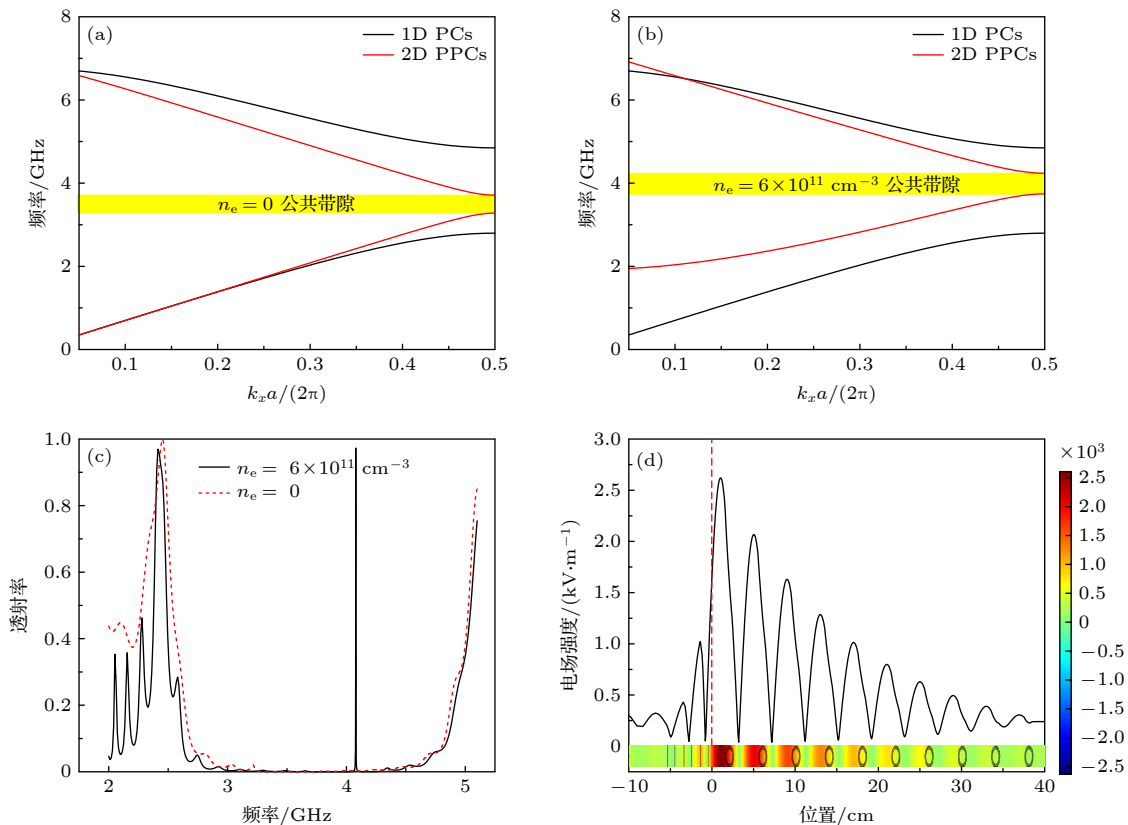 (a)
1D PCs
2D PPCs
nₑ = 0 公共带隙
频率/GHz
8
6
4
2
0
0.1 0.2 0.3 0.4 0.5
kₓa/(2π)
(b)
1D PCs
2D PPCs
nₑ = 6×10¹¹ cm⁻³ 公共带隙
频率/GHz
8
6
4
2
0
0.1 0.2 0.3 0.4 0.5
kₓa/(2π)
(c)
nₑ = 6×10¹¹ cm⁻³
nₑ = 0
透射率
1.0
0.8
0.6
0.4
0.2
0
2 3 4 5
频率/GHz
(d)
电场强度/(kV·m⁻¹)
3.0
2.5
2.0
1.5
1.0
0.5
0
−10 0 10 20 30 40
位置/cm
×10³
2.5
2.0
1.5
1.0
0.5
0
−0.5
−1.0
−1.5
−2.0
−2.5